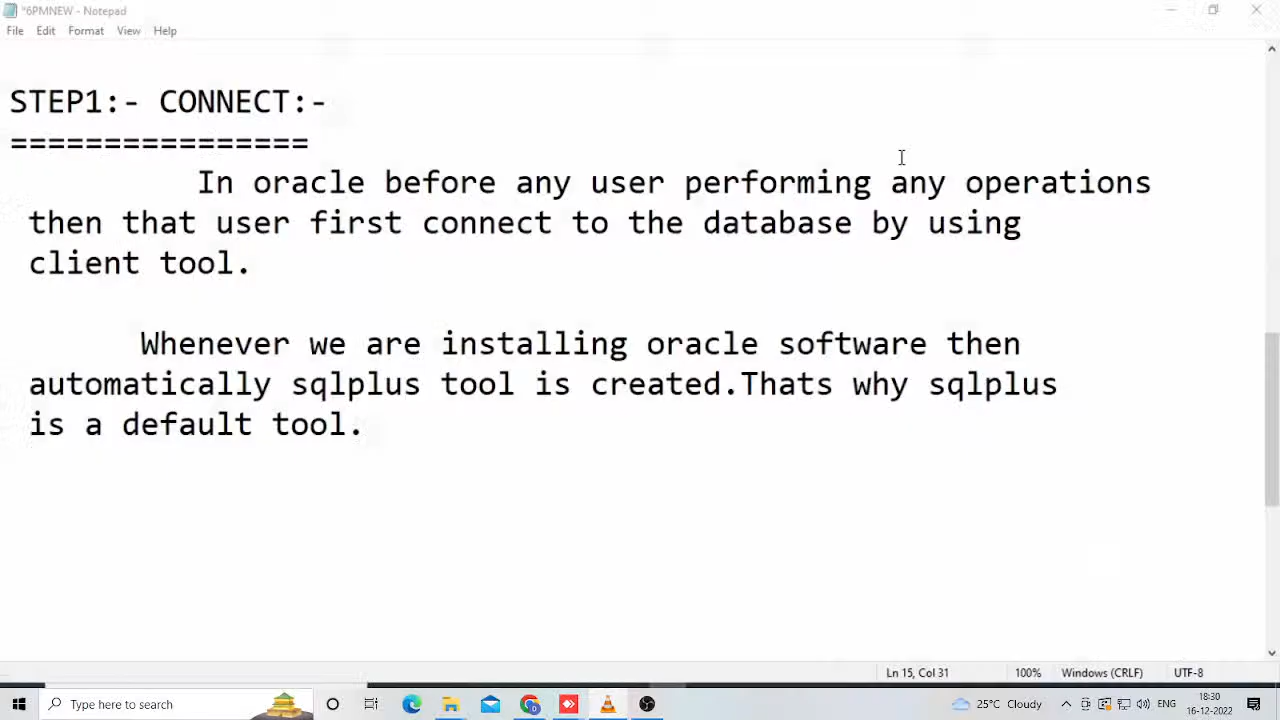 *6PMNEW - Notepad
File Edit Format View Help
STEP1:- CONNECT:-
================
In oracle before any user performing any operations
then that user first connect to the database by using
client tool.
Whenever we are installing oracle software then
automatically sqlplus tool is created.Thats why sqlplus
is a default tool.
Ln 15, Col 31 100% Windows (CRLF) UTF-8
Type here to search 25°C Cloudy ENG 18:30
16-12-2022